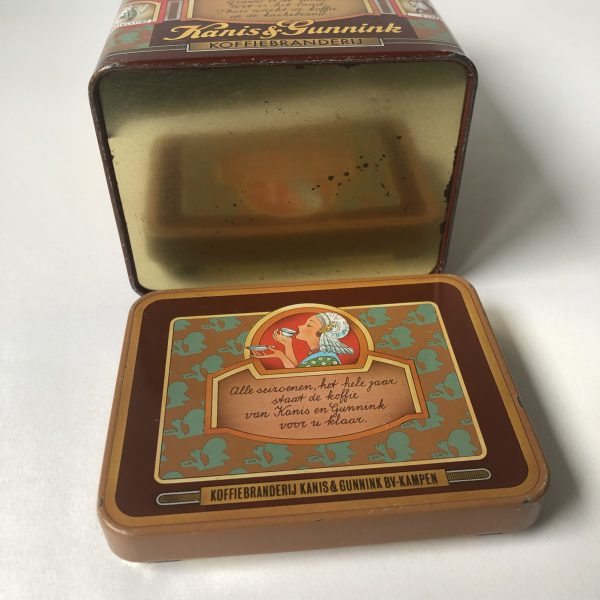 Kanis & Gunnink
KOFFIEBRANDERIJ
Alle seizoenen, het hele jaar
staat de koffie
van Kanis en Gunnink
voor u klaar.
KOFFIEBRANDERIJ KANIS & GUNNINK BV-KAMPEN